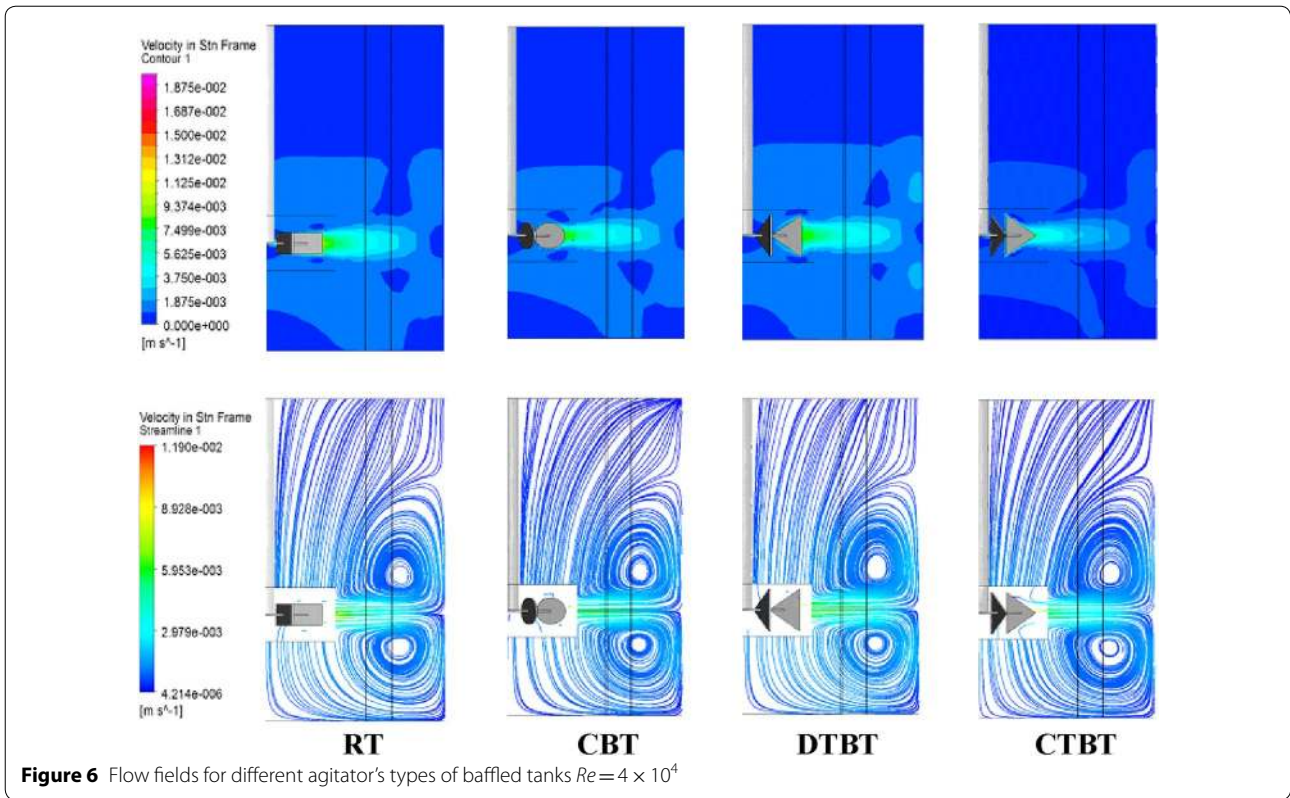 Velocity in Stn Frame
Contour 1
1.875e-002
1.687e-002
1.500e-002
1.312e-002
1.125e-002
9.374e-003
7.499e-003
5.625e-003
3.750e-003
1.875e-003
0.000e+000
[m s^-1]
Velocity in Stn Frame
Streamline 1
1.190e-002
8.928e-003
5.953e-003
2.979e-003
4.214e-006
[m s^-1]
RT CBT DTBT CTBT
Figure 6 Flow fields for different agitator’s types of baffled tanks Re = 4 × 10⁴